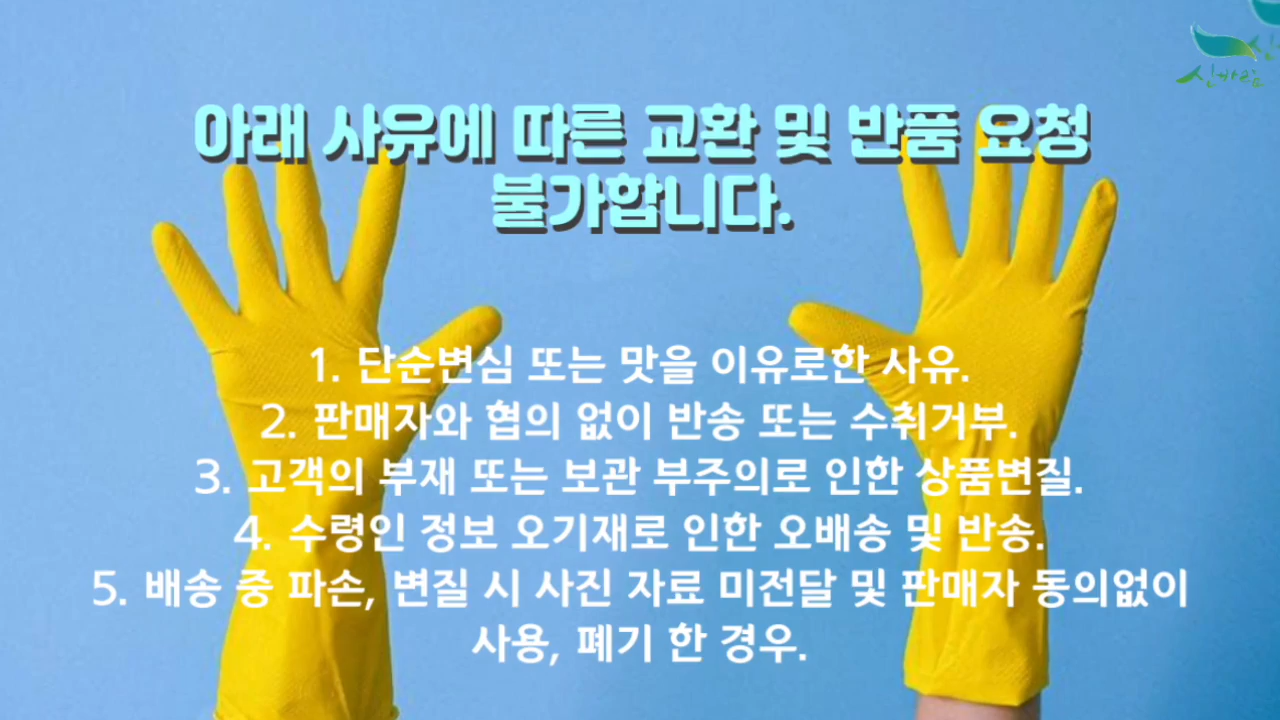 신바람
아래 사유에 따른 교환 및 반품 요청
불가합니다.
1. 단순변심 또는 맛을 이유로한 사유.
2. 판매자와 협의 없이 반송 또는 수취거부.
3. 고객의 부재 또는 보관 부주의로 인한 상품변질.
4. 수령인 정보 오기재로 인한 오배송 및 반송.
5. 배송 중 파손, 변질 시 사진 자료 미전달 및 판매자 동의없이
사용, 폐기 한 경우.